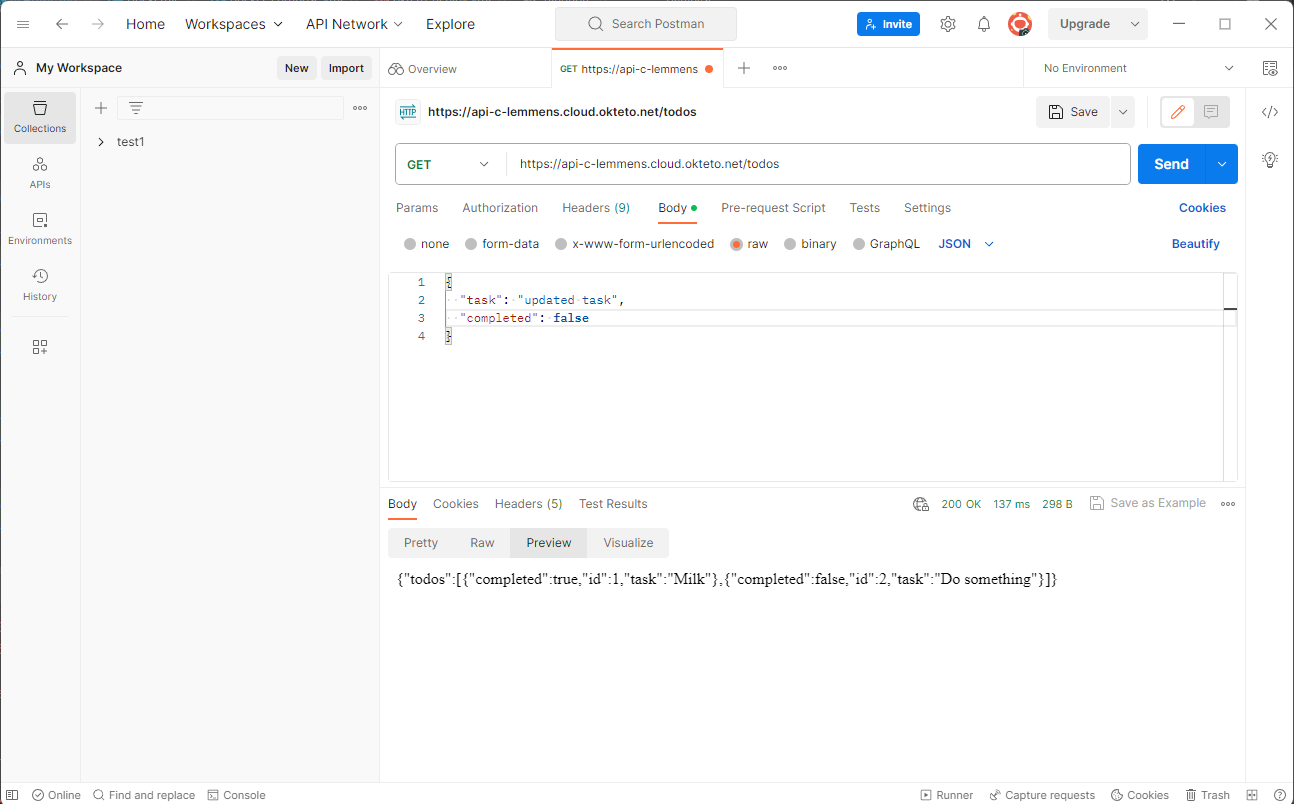 Home Workspaces API Network Explore Search Postman Invite Upgrade
My Workspace New Import Overview GET https://api-c-lemmens No Environment
Collections
APIs
Environments
History
test1
HTTP https://api-c-lemmens.cloud.okteto.net/todos Save
GET https://api-c-lemmens.cloud.okteto.net/todos Send
Params Authorization Headers (9) Body Pre-request Script Tests Settings Cookies
none form-data x-www-form-urlencoded raw binary GraphQL JSON Beautify
1 {
2 "task": "updated task",
3 "completed": false
4 }
Body Cookies Headers (5) Test Results 200 OK 137 ms 298 B Save as Example
Pretty Raw Preview Visualize
{"todos":[{"completed":true,"id":1,"task":"Milk"},{"completed":false,"id":2,"task":"Do something"}]}
Online Find and replace Console Runner Capture requests Cookies Trash